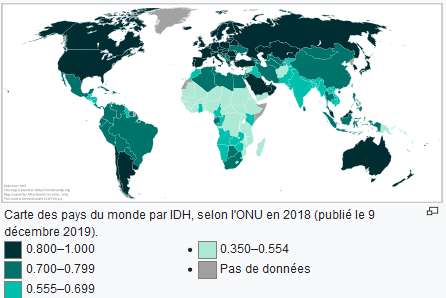 Carte des pays du monde par IDH, selon l'ONU en 2018 (publié le 9
décembre 2019).
0.800–1.000
0.700–0.799
0.555–0.699
0.350–0.554
Pas de données